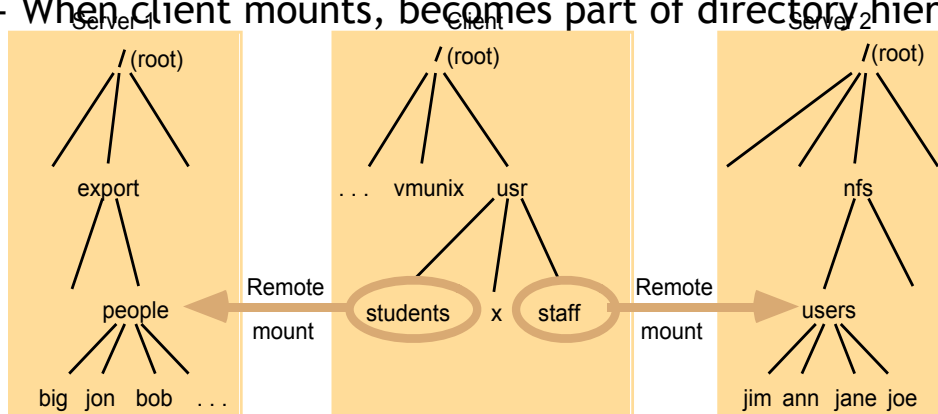 - When client mounts, becomes part of directory hier
Server 1
/ (root)
export
people
big jon bob . . .
Remote
mount
Client
/ (root)
. . . vmunix usr
students x staff
Remote
mount
Server 2
/ (root)
nfs
users
jim ann jane joe